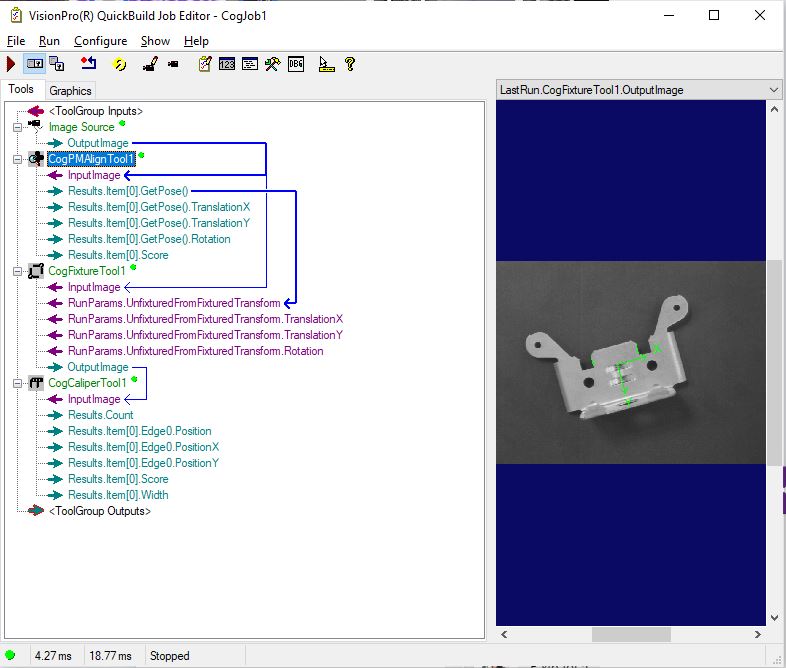 VisionPro(R) QuickBuild Job Editor - CogJob1
File Run Configure Show Help
123 DBG ?
Tools Graphics
LastRun.CogFixtureTool1.OutputImage
<ToolGroup Inputs>
Image Source
OutputImage
CogPMAlignTool1
InputImage
Results.Item[0].GetPose()
Results.Item[0].GetPose().TranslationX
Results.Item[0].GetPose().TranslationY
Results.Item[0].GetPose().Rotation
Results.Item[0].Score
CogFixtureTool1
InputImage
RunParams.UnfixturedFromFixturedTransform
RunParams.UnfixturedFromFixturedTransform.TranslationX
RunParams.UnfixturedFromFixturedTransform.TranslationY
RunParams.UnfixturedFromFixturedTransform.Rotation
OutputImage
CogCaliperTool1
InputImage
Results.Count
Results.Item[0].Edge0.Position
Results.Item[0].Edge0.PositionX
Results.Item[0].Edge0.PositionY
Results.Item[0].Score
Results.Item[0].Width
<ToolGroup Outputs>
4.27 ms 18.77 ms Stopped